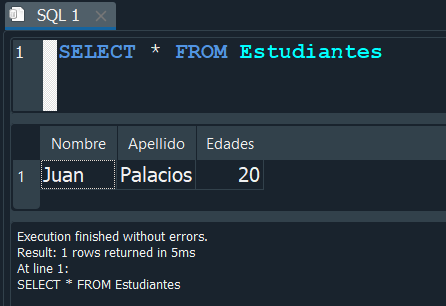 SQL 1
1 SELECT * FROM Estudiantes
Nombre Apellido Edades
1 Juan Palacios 20
Execution finished without errors.
Result: 1 rows returned in 5ms
At line 1:
SELECT * FROM Estudiantes